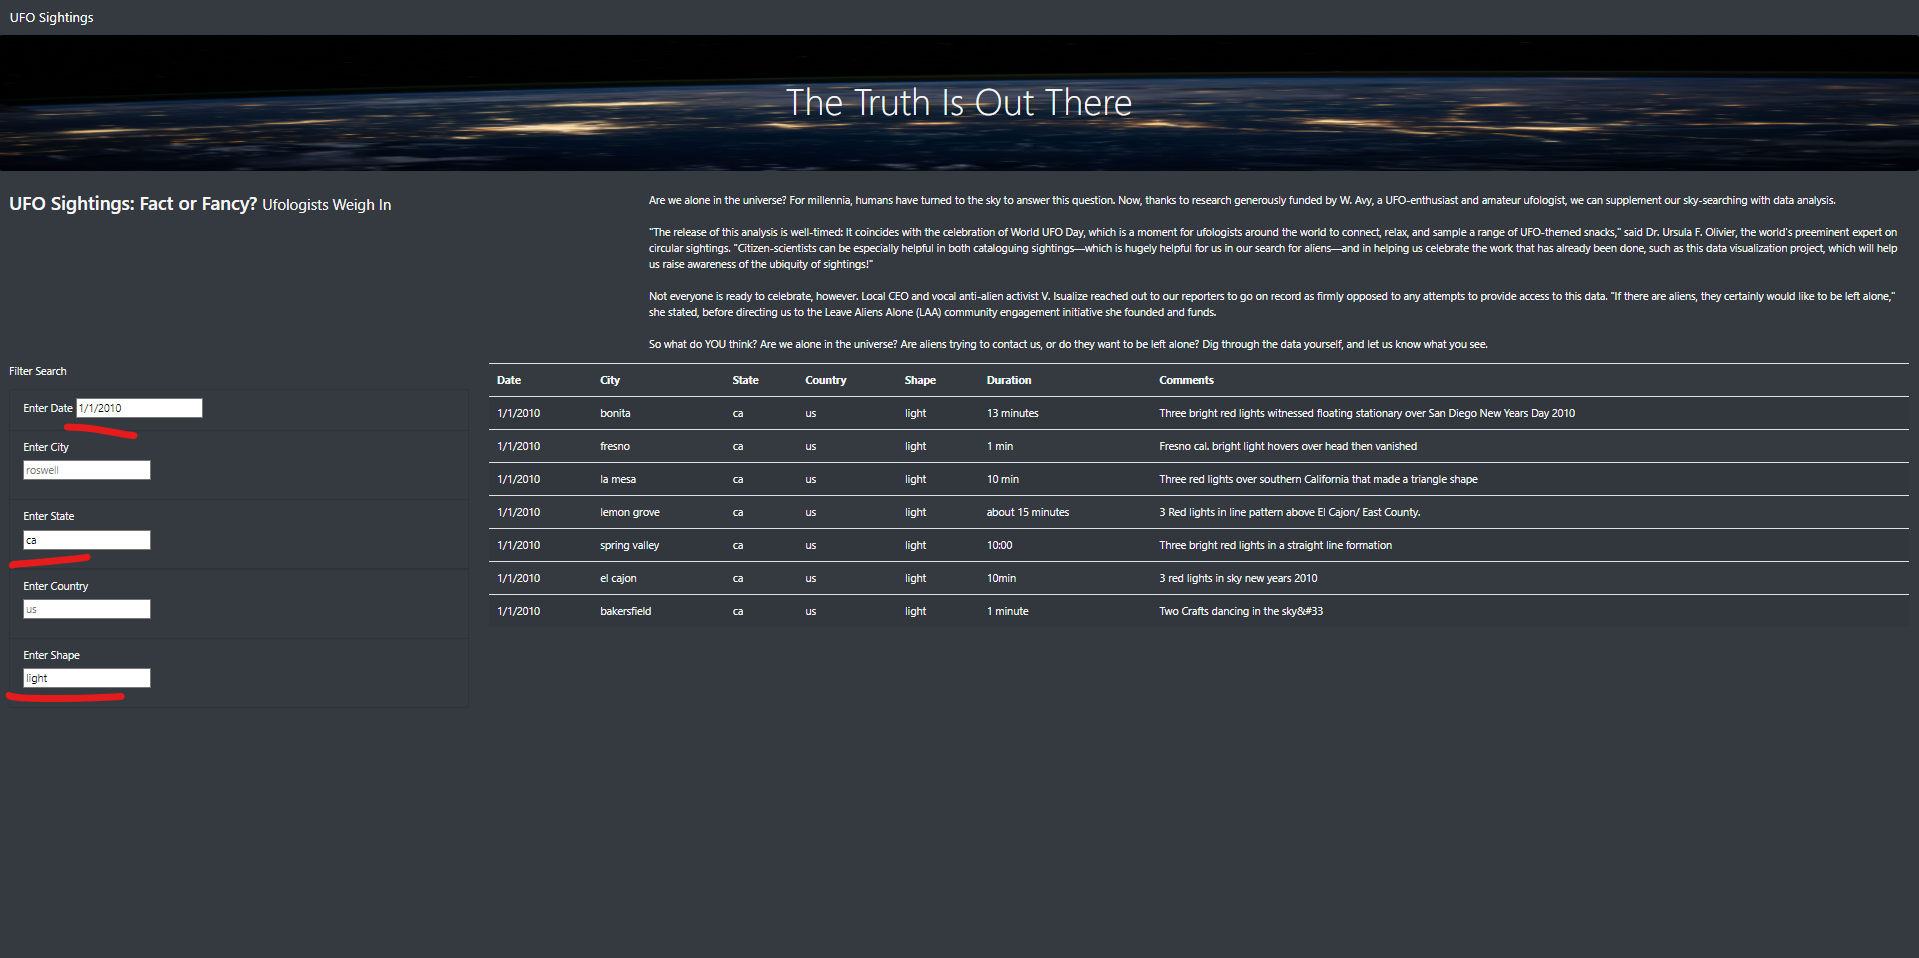 UFO Sightings
The Truth Is Out There
UFO Sightings: Fact or Fancy? Ufologists Weigh In
Are we alone in the universe? For millennia, humans have turned to the sky to answer this question. Now, thanks to research generously funded by W. Avy, a UFO-enthusiast and amateur ufologist, we can supplement our sky-searching with data analysis.
"The release of this analysis is well-timed: It coincides with the celebration of World UFO Day, which is a moment for ufologists around the world to connect, relax, and sample a range of UFO-themed snacks," said Dr. Ursula F. Olivier, the world's preeminent expert on
circular sightings. "Citizen-scientists can be especially helpful in both cataloguing sightings—which is hugely helpful for us in our search for aliens—and in helping us celebrate the work that has already been done, such as this data visualization project, which will help
us raise awareness of the ubiquity of sightings!"
Not everyone is ready to celebrate, however. Local CEO and vocal anti-alien activist V. Isualize reached out to our reporters to go on record as firmly opposed to any attempts to provide access to this data. "If there are aliens, they certainly would like to be left alone,"
she stated, before directing us to the Leave Aliens Alone (LAA) community engagement initiative she founded and funds.
So what do YOU think? Are we alone in the universe? Are aliens trying to contact us, or do they want to be left alone? Dig through the data yourself, and let us know what you see.
Filter Search
Enter Date 1/1/2010
Enter City
roswell
Enter State
ca
Enter Country
us
Enter Shape
light
Date City State Country Shape Duration Comments
1/1/2010 bonita ca us light 13 minutes Three bright red lights witnessed floating stationary over San Diego New Years Day 2010
1/1/2010 fresno ca us light 1 min Fresno cal. bright light hovers over head then vanished
1/1/2010 la mesa ca us light 10 min Three red lights over southern California that made a triangle shape
1/1/2010 lemon grove ca us light about 15 minutes 3 Red lights in line pattern above El Cajon/ East County.
1/1/2010 spring valley ca us light 10:00 Three bright red lights in a straight line formation
1/1/2010 el cajon ca us light 10min 3 red lights in sky new years 2010
1/1/2010 bakersfield ca us light 1 minute Two Crafts dancing in the sky&#33